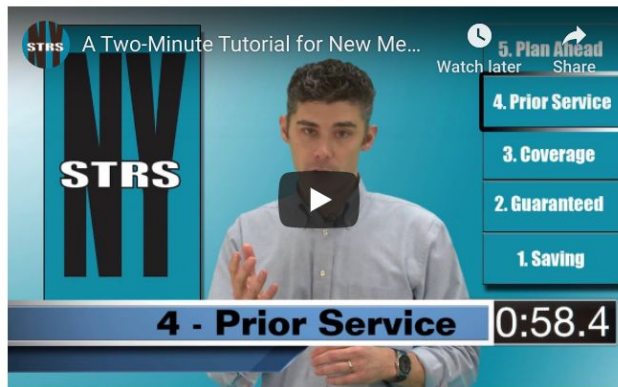 STRS A Two-Minute Tutorial for New Me...
Watch later
Share
5. Plan Ahead
4. Prior Service
3. Coverage
2. Guaranteed
1. Saving
NY
STRS
4 - Prior Service
0:58.4